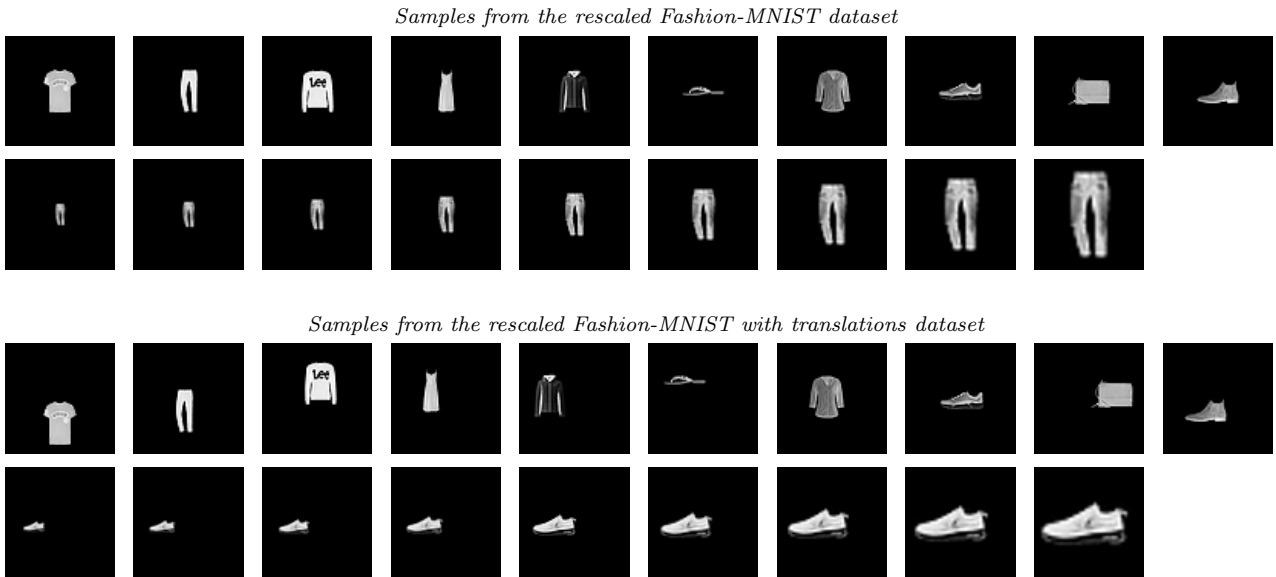 Samples from the rescaled Fashion-MNIST dataset
Lee
Samples from the rescaled Fashion-MNIST with translations dataset
Lee